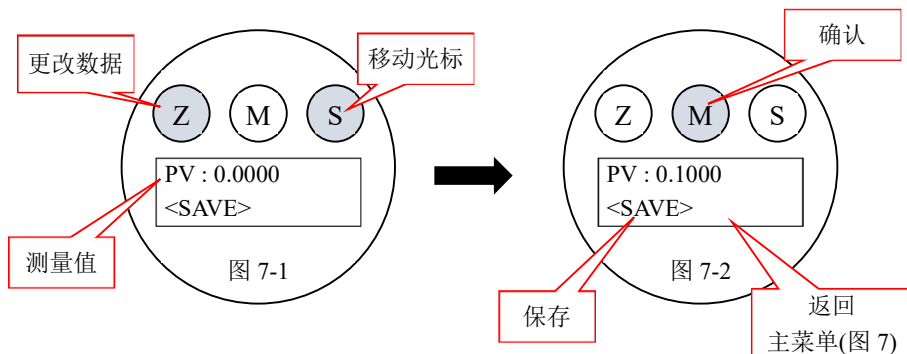 更改数据
移动光标
Z
M
S
PV : 0.0000
<SAVE>
测量值
图 7-1
确认
Z
M
S
PV : 0.1000
<SAVE>
图 7-2
保存
返回
主菜单(图 7)